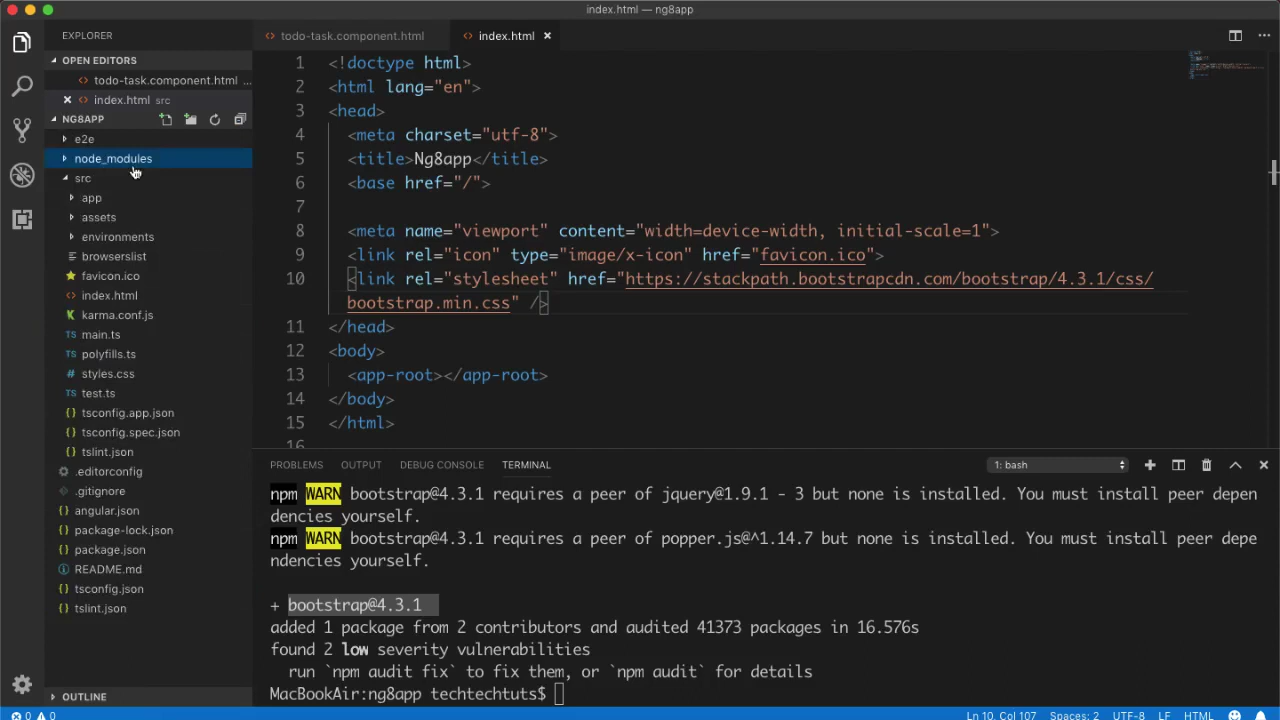 index.html — ng8app
EXPLORER
OPEN EDITORS
todo-task.component.html ...
index.html src
NG8APP
e2e
node_modules
src
app
assets
environments
browserslist
favicon.ico
index.html
karma.conf.js
TS main.ts
TS polyfills.ts
# styles.css
TS test.ts
{} tsconfig.app.json
{} tsconfig.spec.json
{} tslint.json
.editorconfig
.gitignore
{} angular.json
{} package-lock.json
{} package.json
README.md
{} tsconfig.json
{} tslint.json
OUTLINE
todo-task.component.html
index.html
1 <!doctype html>
2 <html lang="en">
3 <head>
4 <meta charset="utf-8">
5 <title>Ng8app</title>
6 <base href="/">
7
8 <meta name="viewport" content="width=device-width, initial-scale=1">
9 <link rel="icon" type="image/x-icon" href="favicon.ico">
10 <link rel="stylesheet" href="https://stackpath.bootstrapcdn.com/bootstrap/4.3.1/css/
bootstrap.min.css" />
11 </head>
12 <body>
13 <app-root></app-root>
14 </body>
15 </html>
16
PROBLEMS OUTPUT DEBUG CONSOLE TERMINAL 1: bash
npm WARN bootstrap@4.3.1 requires a peer of jquery@1.9.1 - 3 but none is installed. You must install peer depen
dencies yourself.
npm WARN bootstrap@4.3.1 requires a peer of popper.js@^1.14.7 but none is installed. You must install peer depe
ndencies yourself.
+ bootstrap@4.3.1
added 1 package from 2 contributors and audited 41373 packages in 16.576s
found 2 low severity vulnerabilities
run `npm audit fix` to fix them, or `npm audit` for details
MacBookAir:ng8app techtechtuts$
0 0 Ln 10, Col 107 Spaces: 2 UTF-8 LF HTML